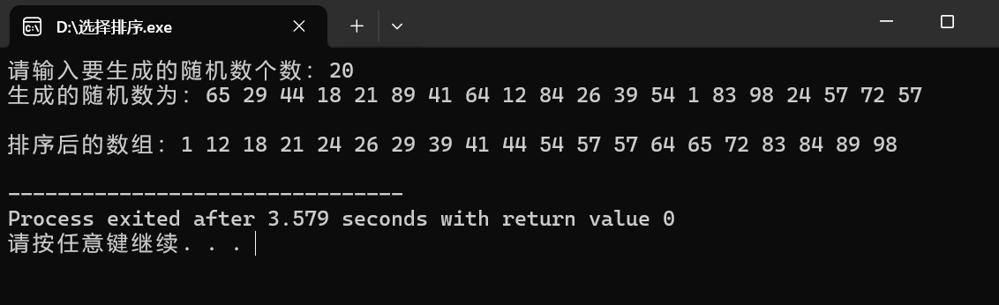 D:\选择排序.exe
请输入要生成的随机数个数: 20
生成的随机数为: 65 29 44 18 21 89 41 64 12 84 26 39 54 1 83 98 24 57 72 57
排序后的数组: 1 12 18 21 24 26 29 39 41 44 54 57 57 64 65 72 83 84 89 98
--------------------------------
Process exited after 3.579 seconds with return value 0
请按任意键继续. . .